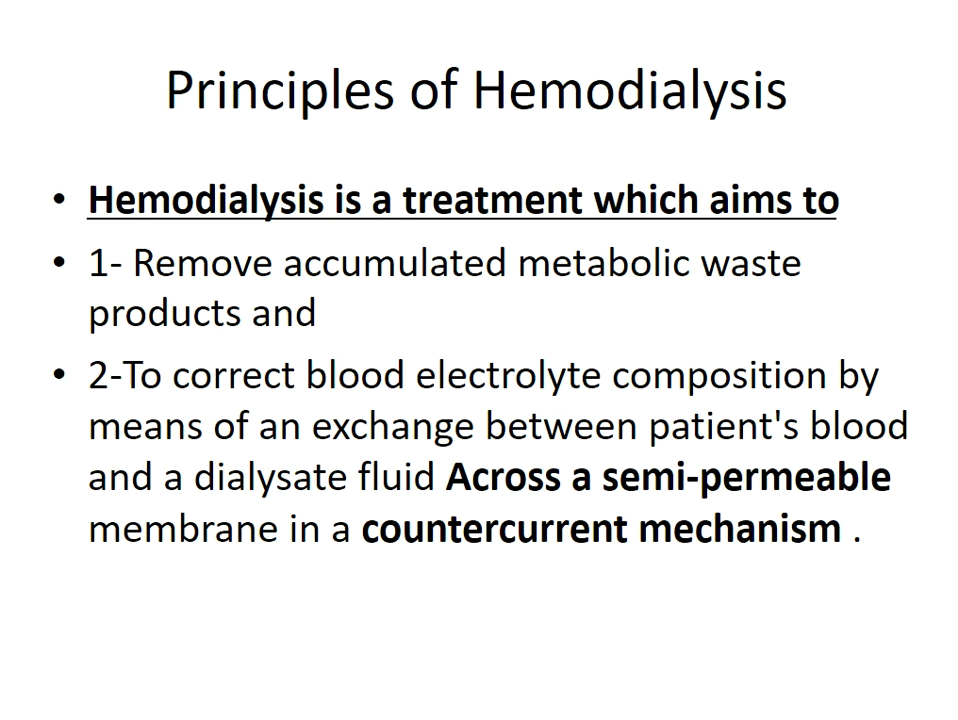 Principles of Hemodialysis
• Hemodialysis is a treatment which aims to
• 1- Remove accumulated metabolic waste
products and
• 2-To correct blood electrolyte composition by
means of an exchange between patient's blood
and a dialysate fluid Across a semi-permeable
membrane in a countercurrent mechanism .